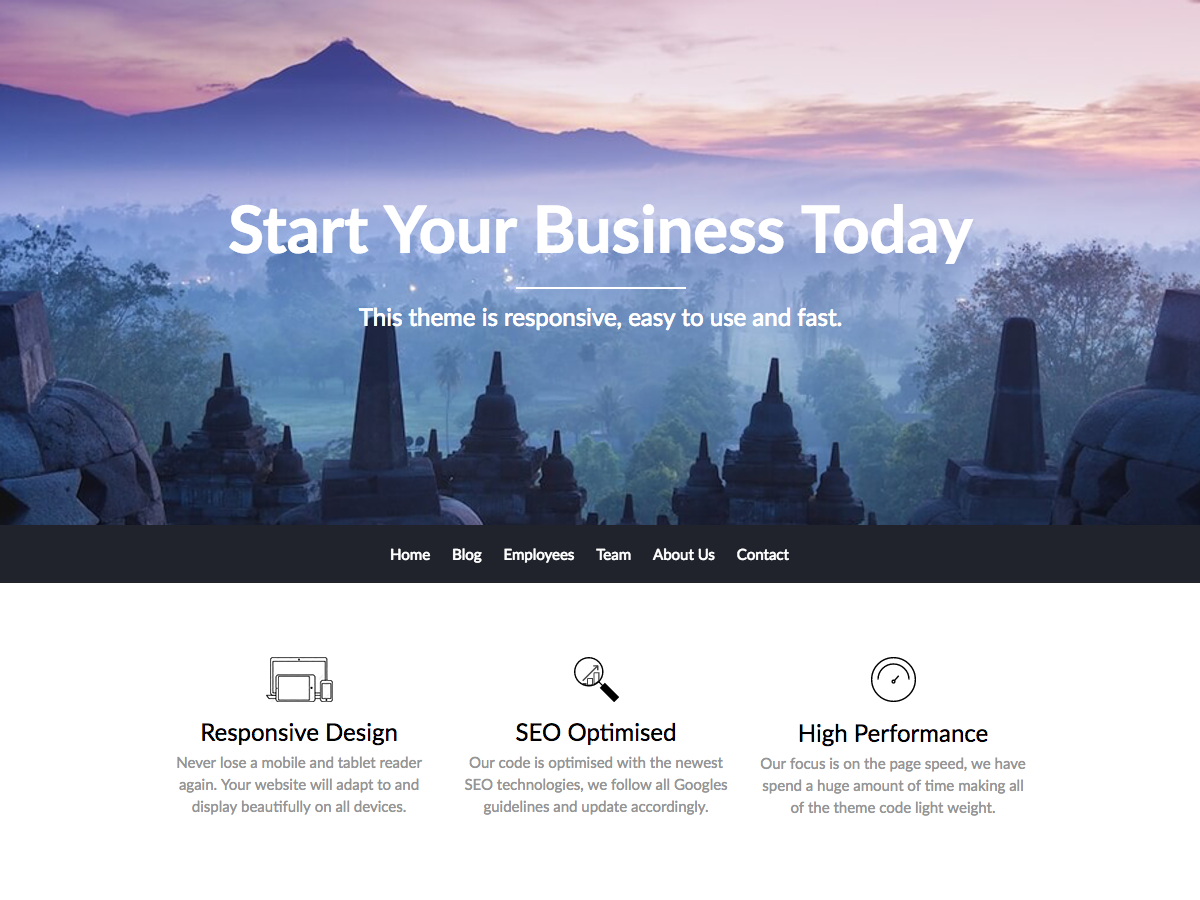 Start Your Business Today
This theme is responsive, easy to use and fast.
Home Blog Employees Team About Us Contact
Responsive Design
Never lose a mobile and tablet reader
again. Your website will adapt to and
display beautifully on all devices.
SEO Optimised
Our code is optimised with the newest
SEO technologies, we follow all Googles
guidelines and update accordingly.
High Performance
Our focus is on the page speed, we have
spend a huge amount of time making all
of the theme code light weight.